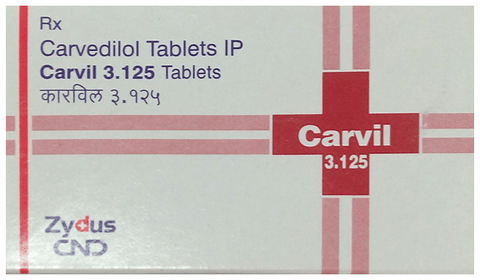 Rx
Carvedilol Tablets IP
Carvil 3.125 Tablets
कारविल ३.१२५
Carvil
3.125
Zydus
CND